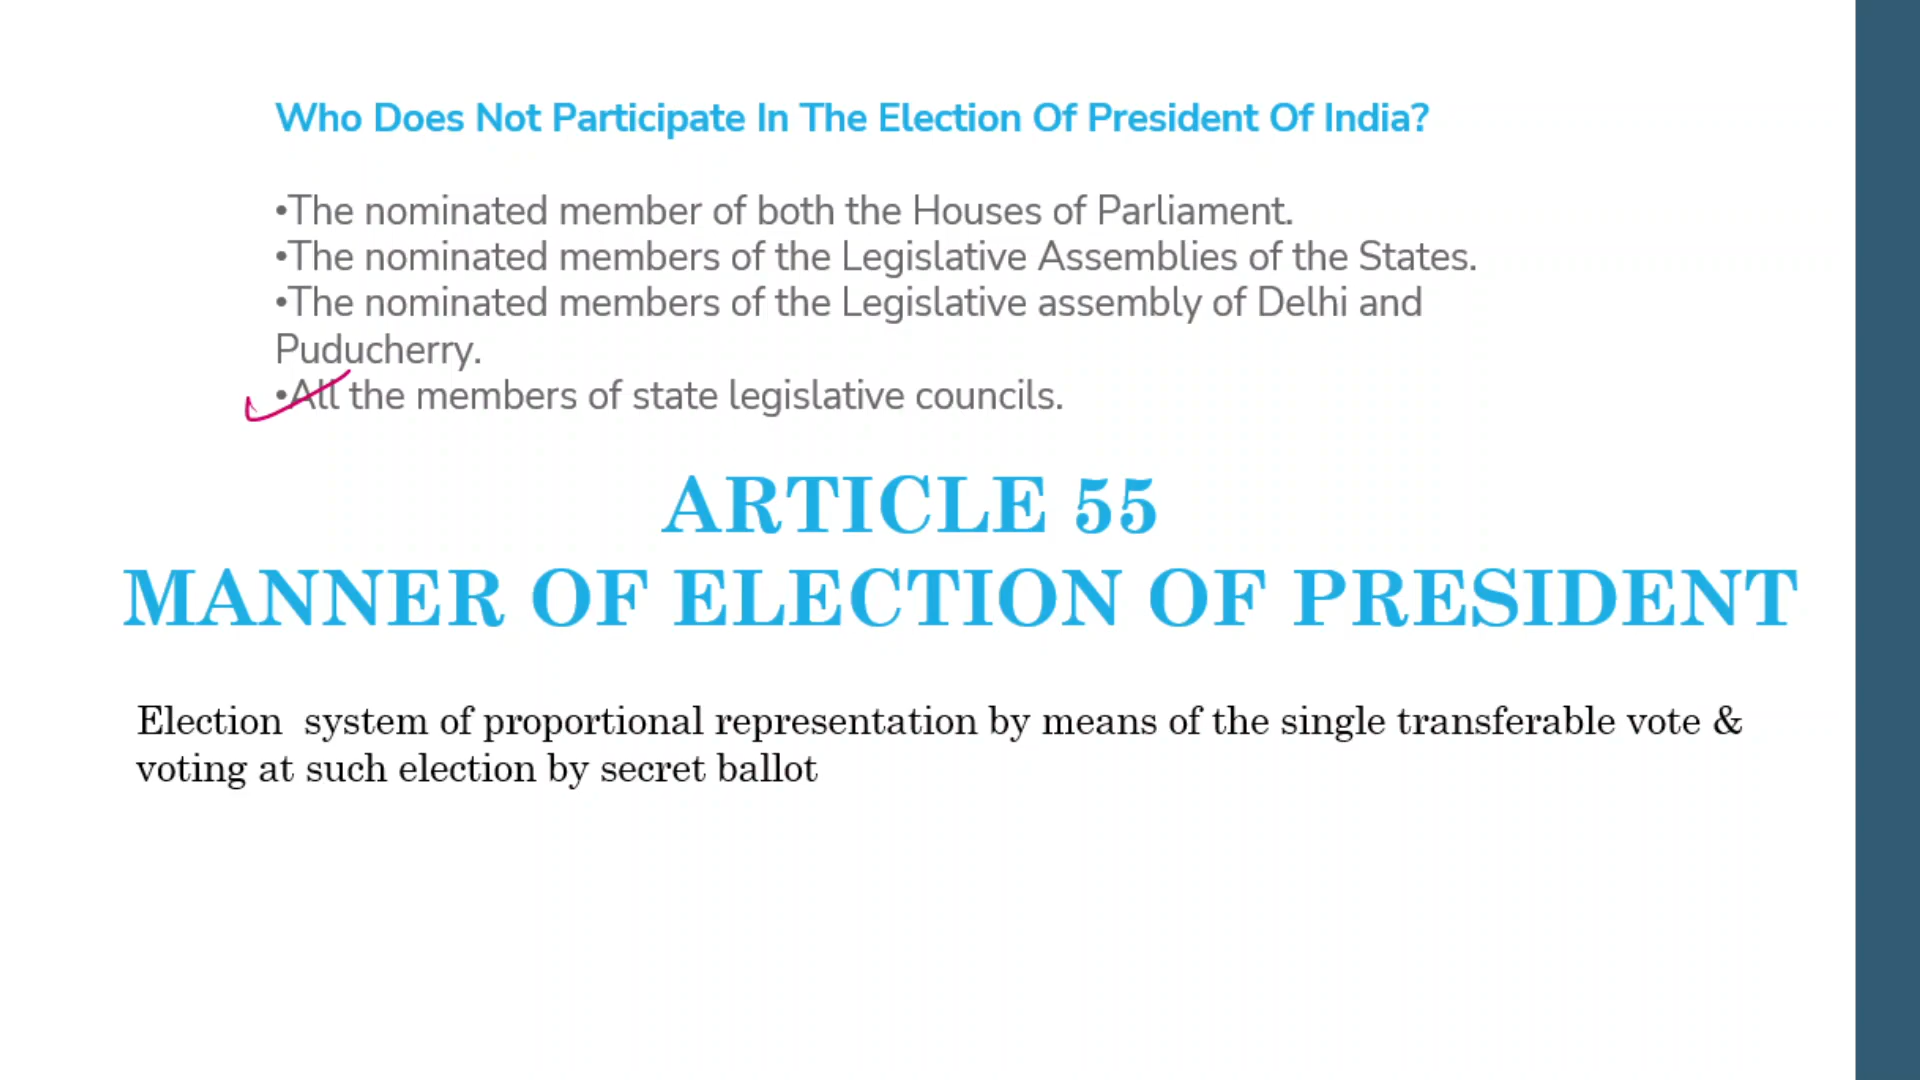 Who Does Not Participate In The Election Of President Of India?
•The nominated member of both the Houses of Parliament.
•The nominated members of the Legislative Assemblies of the States.
•The nominated members of the Legislative assembly of Delhi and
Puducherry.
•All the members of state legislative councils.
ARTICLE 55
MANNER OF ELECTION OF PRESIDENT
Election  system of proportional representation by means of the single transferable vote &
voting at such election by secret ballot